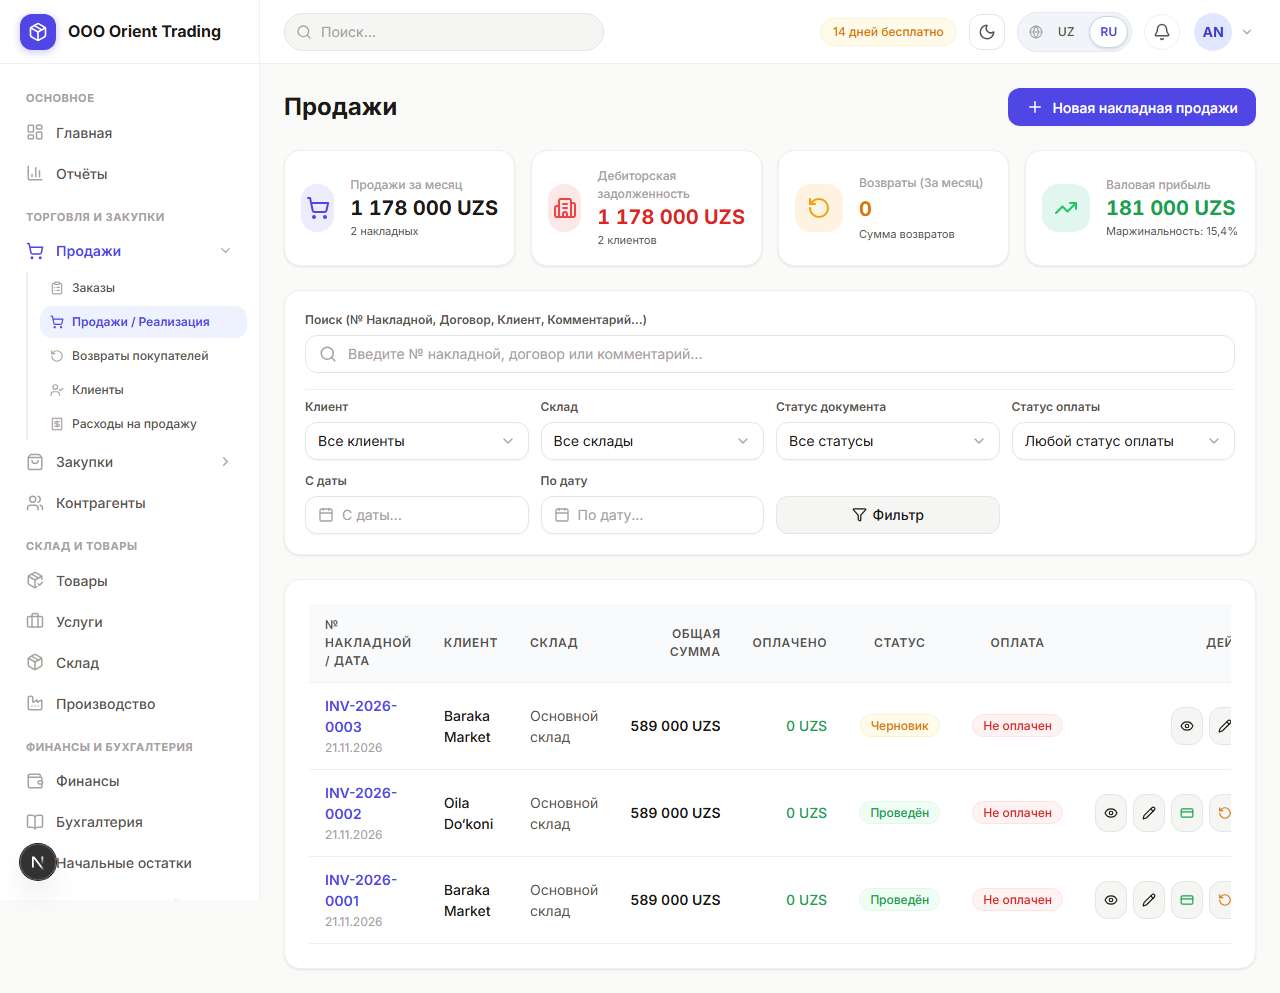 ООО Orient Trading
Поиск...
14 дней бесплатно
UZ
RU
AN
ОСНОВНОЕ
Главная
Отчёты
ТОРГОВЛЯ И ЗАКУПКИ
Продажи
Заказы
Продажи / Реализация
Возвраты покупателей
Клиенты
Расходы на продажу
Закупки
Контрагенты
СКЛАД И ТОВАРЫ
Товары
Услуги
Склад
Производство
ФИНАНСЫ И БУХГАЛТЕРИЯ
Финансы
Бухгалтерия
Начальные остатки
N
Продажи
Новая накладная продажи
Продажи за месяц
1 178 000 UZS
2 накладных
Дебиторская
задолженность
1 178 000 UZS
2 клиентов
Возвраты (За месяц)
0
Сумма возвратов
Валовая прибыль
181 000 UZS
Маржинальность: 15,4%
Поиск (№ Накладной, Договор, Клиент, Комментарий...)
Введите № накладной, договор или комментарий...
Клиент
Склад
Статус документа
Статус оплаты
Все клиенты
Все склады
Все статусы
Любой статус оплаты
С даты
По дату
С даты...
По дату...
Фильтр
№
НАКЛАДНОЙ
/ ДАТА
КЛИЕНТ
СКЛАД
ОБЩАЯ
СУММА
ОПЛАЧЕНО
СТАТУС
ОПЛАТА
ДЕЙ
INV-2026-
0003
21.11.2026
Baraka
Market
Основной
склад
589 000 UZS
0 UZS
Черновик
Не оплачен
INV-2026-
0002
21.11.2026
Oila
Do‘koni
Основной
склад
589 000 UZS
0 UZS
Проведён
Не оплачен
INV-2026-
0001
21.11.2026
Baraka
Market
Основной
склад
589 000 UZS
0 UZS
Проведён
Не оплачен